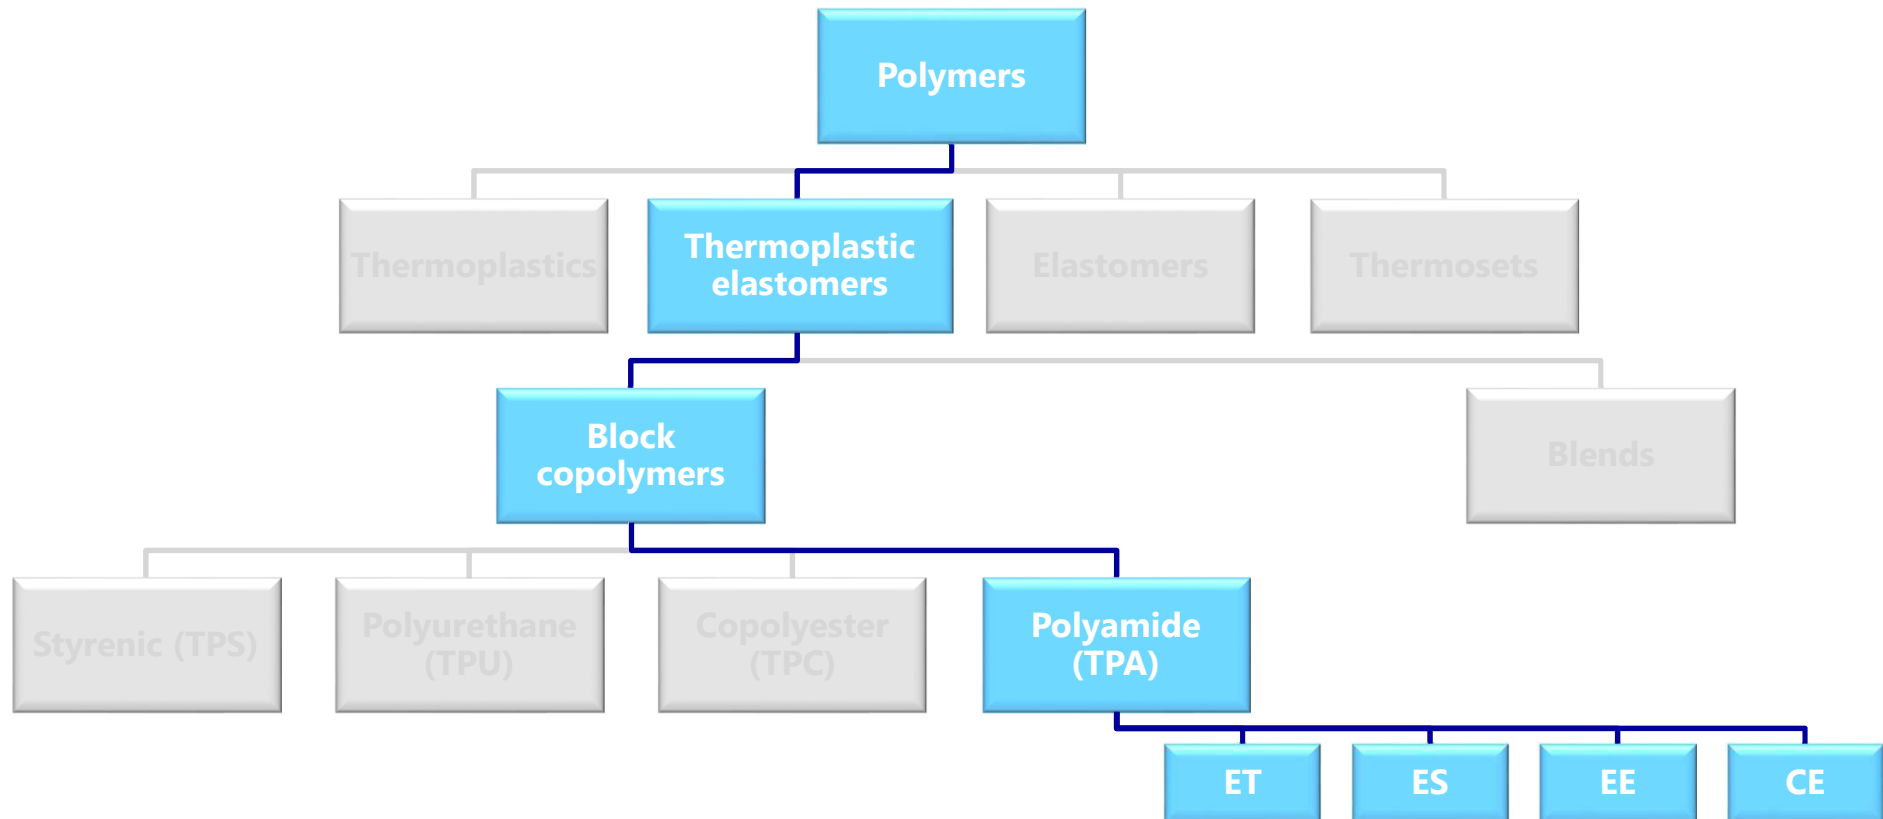 Polymers
Thermoplastics
Thermoplastic
elastomers
Elastomers
Thermosets
Block
copolymers
Blends
Styrenic (TPS)
Polyurethane
(TPU)
Copolyester
(TPC)
Polyamide
(TPA)
ET
ES
EE
CE